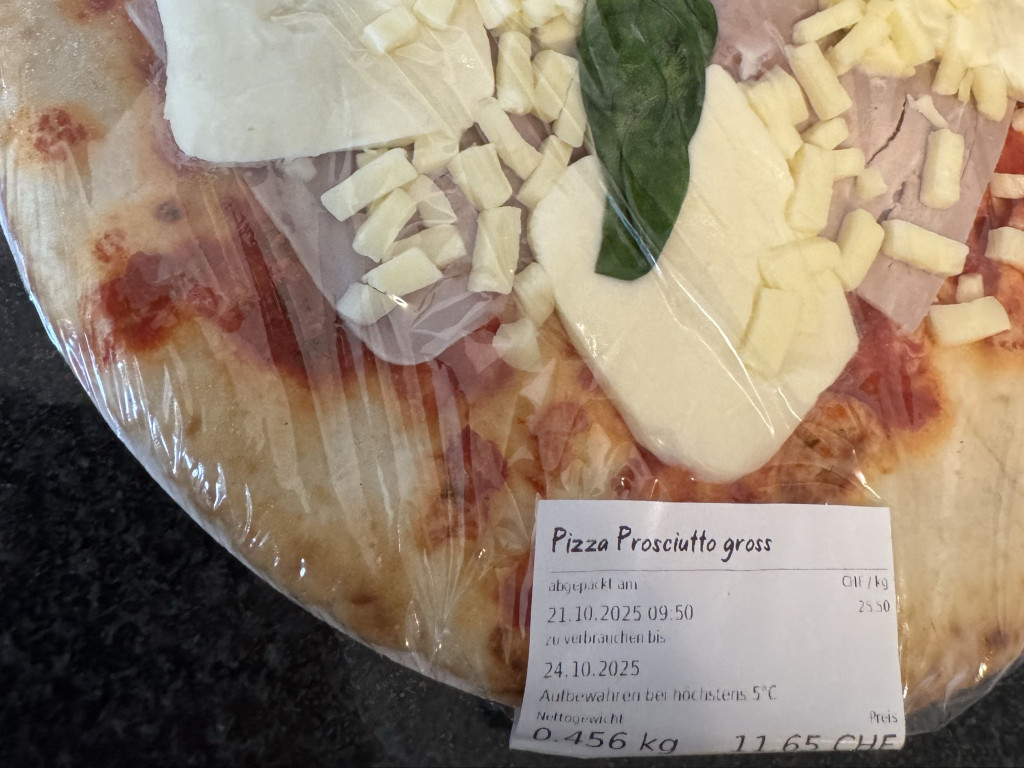 Pizza Prosciutto gross
abgepackt am CHF / kg
21.10.2025 09:50 25.50
zu verbrauchen bis
24.10.2025
Aufbewahren bei höchstens 5°C
Nettogewicht Preis
0.456 kg 11.65 CHF